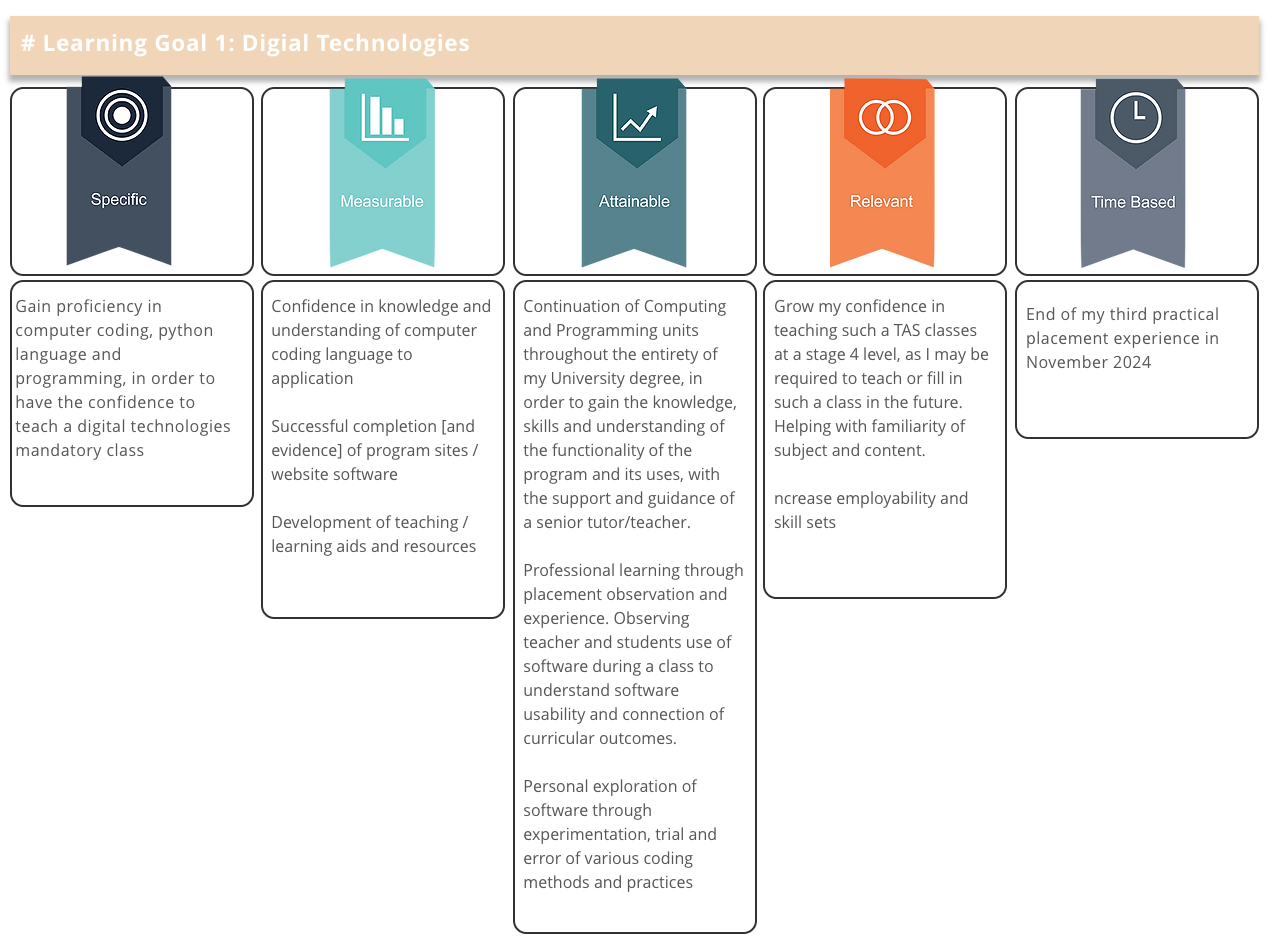 # Learning Goal 1: Digial Technologies
Specific
Measurable
Attainable
Relevant
Time Based
Gain proficiency in
computer coding, python
language and
programming, in order to
have the confidence to
teach a digital technologies
mandatory class
Confidence in knowledge and
understanding of computer
coding language to
application
Successful completion [and
evidence] of program sites /
website software
Development of teaching /
learning aids and resources
Continuation of Computing
and Programming units
throughout the entirety of
my University degree, in
order to gain the knowledge,
skills and understanding of
the functionality of the
program and its uses, with
the support and guidance of
a senior tutor/teacher.
Professional learning through
placement observation and
experience. Observing
teacher and students use of
software during a class to
understand software
usability and connection of
curricular outcomes.
Personal exploration of
software through
experimentation, trial and
error of various coding
methods and practices
Grow my confidence in
teaching such a TAS classes
at a stage 4 level, as I may be
required to teach or fill in
such a class in the future.
Helping with familiarity of
subject and content.
ncrease employability and
skill sets
End of my third practical
placement experience in
November 2024